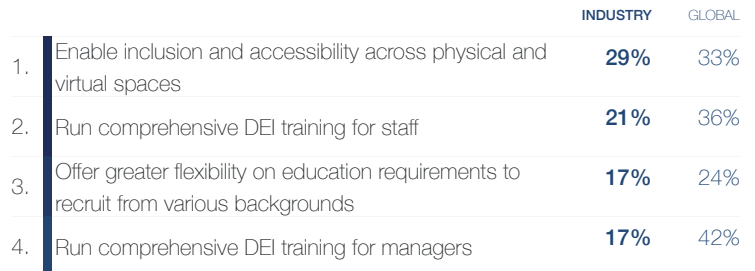 INDUSTRY GLOBAL
1. Enable inclusion and accessibility across physical and
virtual spaces 29% 33%
2. Run comprehensive DEI training for staff 21% 36%
3. Offer greater flexibility on education requirements to
recruit from various backgrounds 17% 24%
4. Run comprehensive DEI training for managers 17% 42%